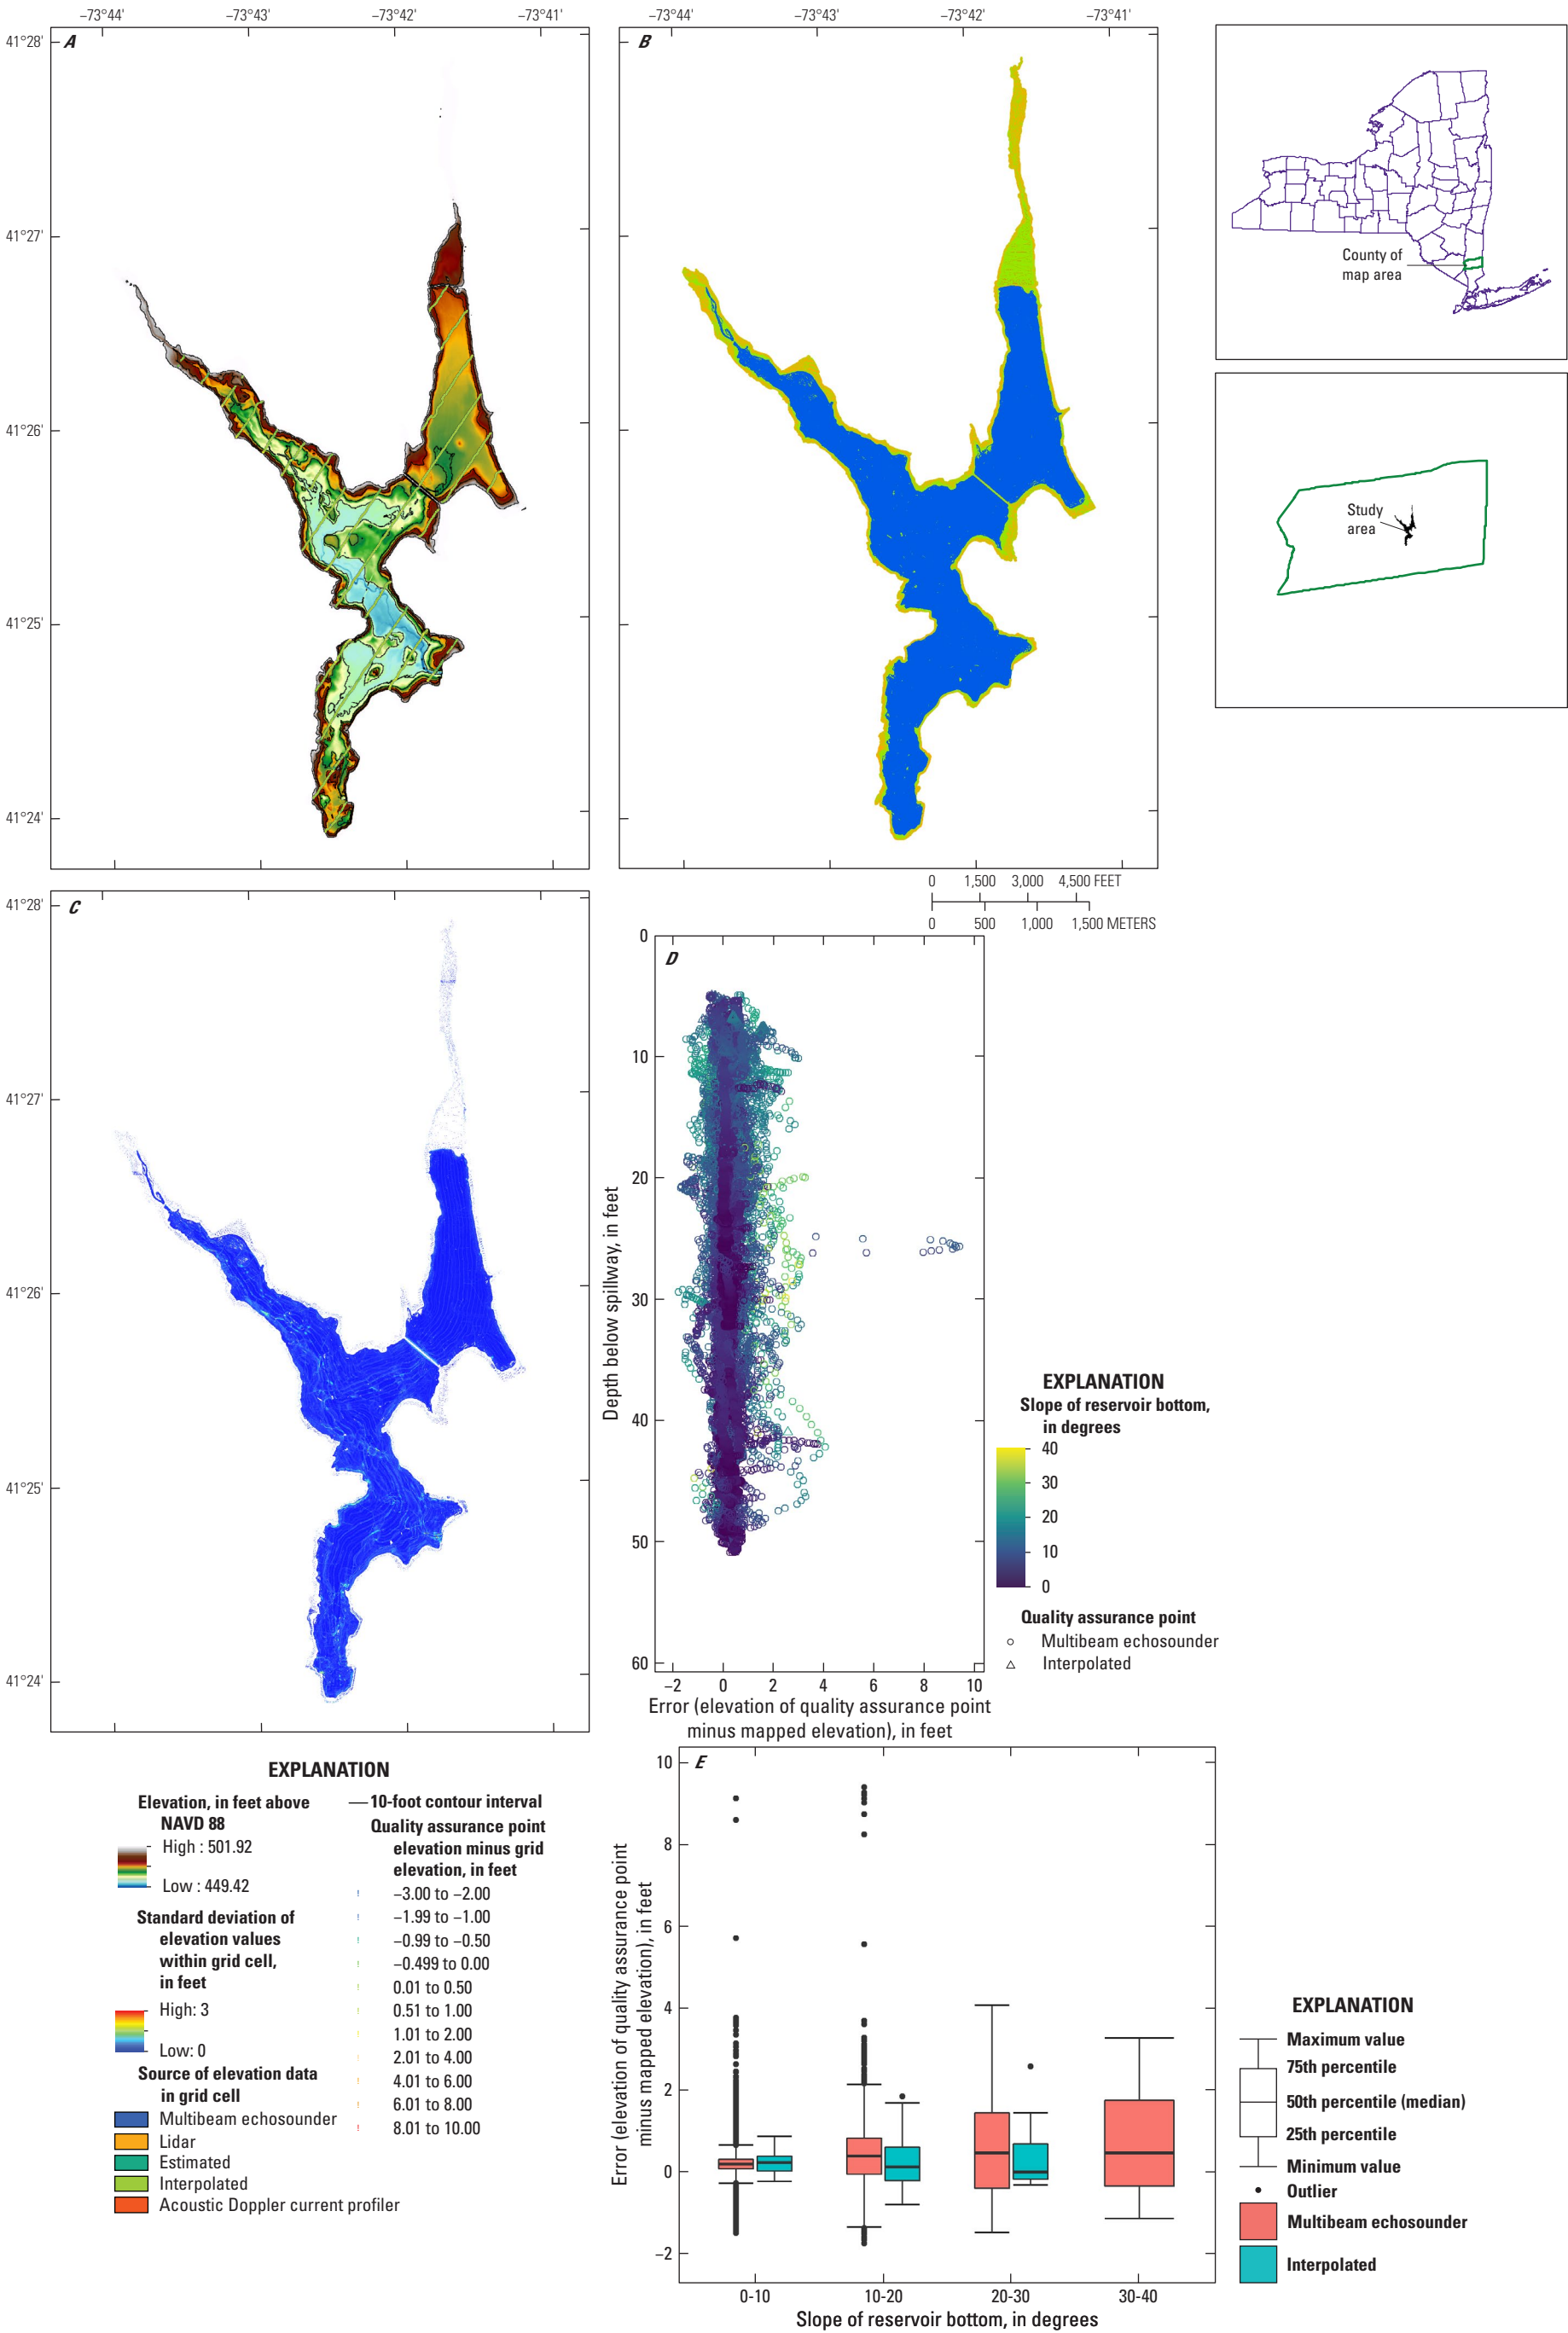 −73°44' −73°43' −73°42' −73°41'
−73°44' −73°43' −73°42' −73°41'
41°28'
41°27'
41°26'
41°25'
41°24'
A
B
County of
map area
Study
area
0 1,500 3,000 4,500 FEET
0 500 1,000 1,500 METERS
C
41°28'
41°27'
41°26'
41°25'
41°24'
D
Depth below spillway, in feet
0
10
20
30
40
50
60
−2 0 2 4 6 8 10
Error (elevation of quality assurance point
minus mapped elevation), in feet
EXPLANATION
Slope of reservoir bottom,
in degrees
40
30
20
10
0
Quality assurance point
Multibeam echosounder
Interpolated
EXPLANATION
Elevation, in feet above
NAVD 88
High : 501.92
Low : 449.42
Standard deviation of
elevation values
within grid cell,
in feet
High: 3
Low: 0
Source of elevation data
in grid cell
Multibeam echosounder
Lidar
Estimated
Interpolated
Acoustic Doppler current profiler
10-foot contour interval
Quality assurance point
elevation minus grid
elevation, in feet
−3.00 to −2.00
−1.99 to −1.00
−0.99 to −0.50
−0.499 to 0.00
0.01 to 0.50
0.51 to 1.00
1.01 to 2.00
2.01 to 4.00
4.01 to 6.00
6.01 to 8.00
8.01 to 10.00
E
Error (elevation of quality assurance point
minus mapped elevation), in feet
10
8
6
4
2
0
−2
0-10 10-20 20-30 30-40
Slope of reservoir bottom, in degrees
EXPLANATION
Maximum value
75th percentile
50th percentile (median)
25th percentile
Minimum value
Outlier
Multibeam echosounder
Interpolated